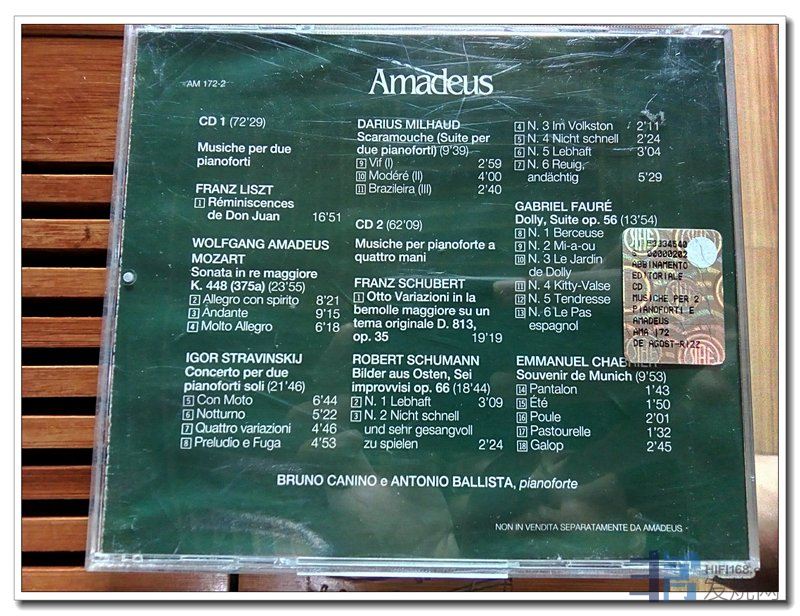 Amadeus
AM 172-2
CD 1 (72'29)
Musiche per due
pianoforti
FRANZ LISZT
1 Réminiscences
de Don Juan 16'51
WOLFGANG AMADEUS
MOZART
Sonata in re maggiore
K. 448 (375a) (23'55)
2 Allegro con spirito 8'21
3 Andante 9'15
4 Molto Allegro 6'18
IGOR STRAVINSKIJ
Concerto per due
pianoforti soli (21'46)
5 Con Moto 6'44
6 Notturno 5'22
7 Quattro variazioni 4'46
8 Preludio e Fuga 4'53
DARIUS MILHAUD
Scaramouche (Suite per
due pianoforti) (9'39)
9 Vif (I) 2'59
10 Modéré (II) 4'00
11 Brazileira (III) 2'40
CD 2 (62'09)
Musiche per pianoforte a
quattro mani
FRANZ SCHUBERT
1 Otto Variazioni in la
bemolle maggiore su un
tema originale D. 813,
op. 35 19'19
ROBERT SCHUMANN
Bilder aus Osten, Sei
improvvisi op. 66 (18'44)
2 N. 1 Lebhaft 3'09
3 N. 2 Nicht schnell
und sehr gesangvoll
zu spielen 2'24
4 N. 3 Im Volkston 2'11
5 N. 4 Nicht schnell 2'24
6 N. 5 Lebhaft 3'04
7 N. 6 Reuig,
andächtig 5'29
GABRIEL FAURÉ
Dolly, Suite op. 56 (13'54)
8 N. 1 Berceuse
9 N. 2 Mi-a-ou
10 N. 3 Le Jardin
de Dolly
11 N. 4 Kitty-Valse
12 N. 5 Tendresse
13 N. 6 Le Pas
espagnol
EMMANUEL
Souvenir de Munich (9'53)
14 Pantalon 1'43
15 Été 1'50
16 Poule 2'01
17 Pastourelle 1'32
18 Galop 2'45
ABBINAMENTO
EDITORIALE
CD
MUSICHE PER 2
PIANOFORTI E
AMADEUS
AMA 172
DE AGOST-RIZZ
BRUNO CANINO e ANTONIO BALLISTA, pianoforte
NON IN VENDITA SEPARATAMENTE DA AMADEUS
发烧网